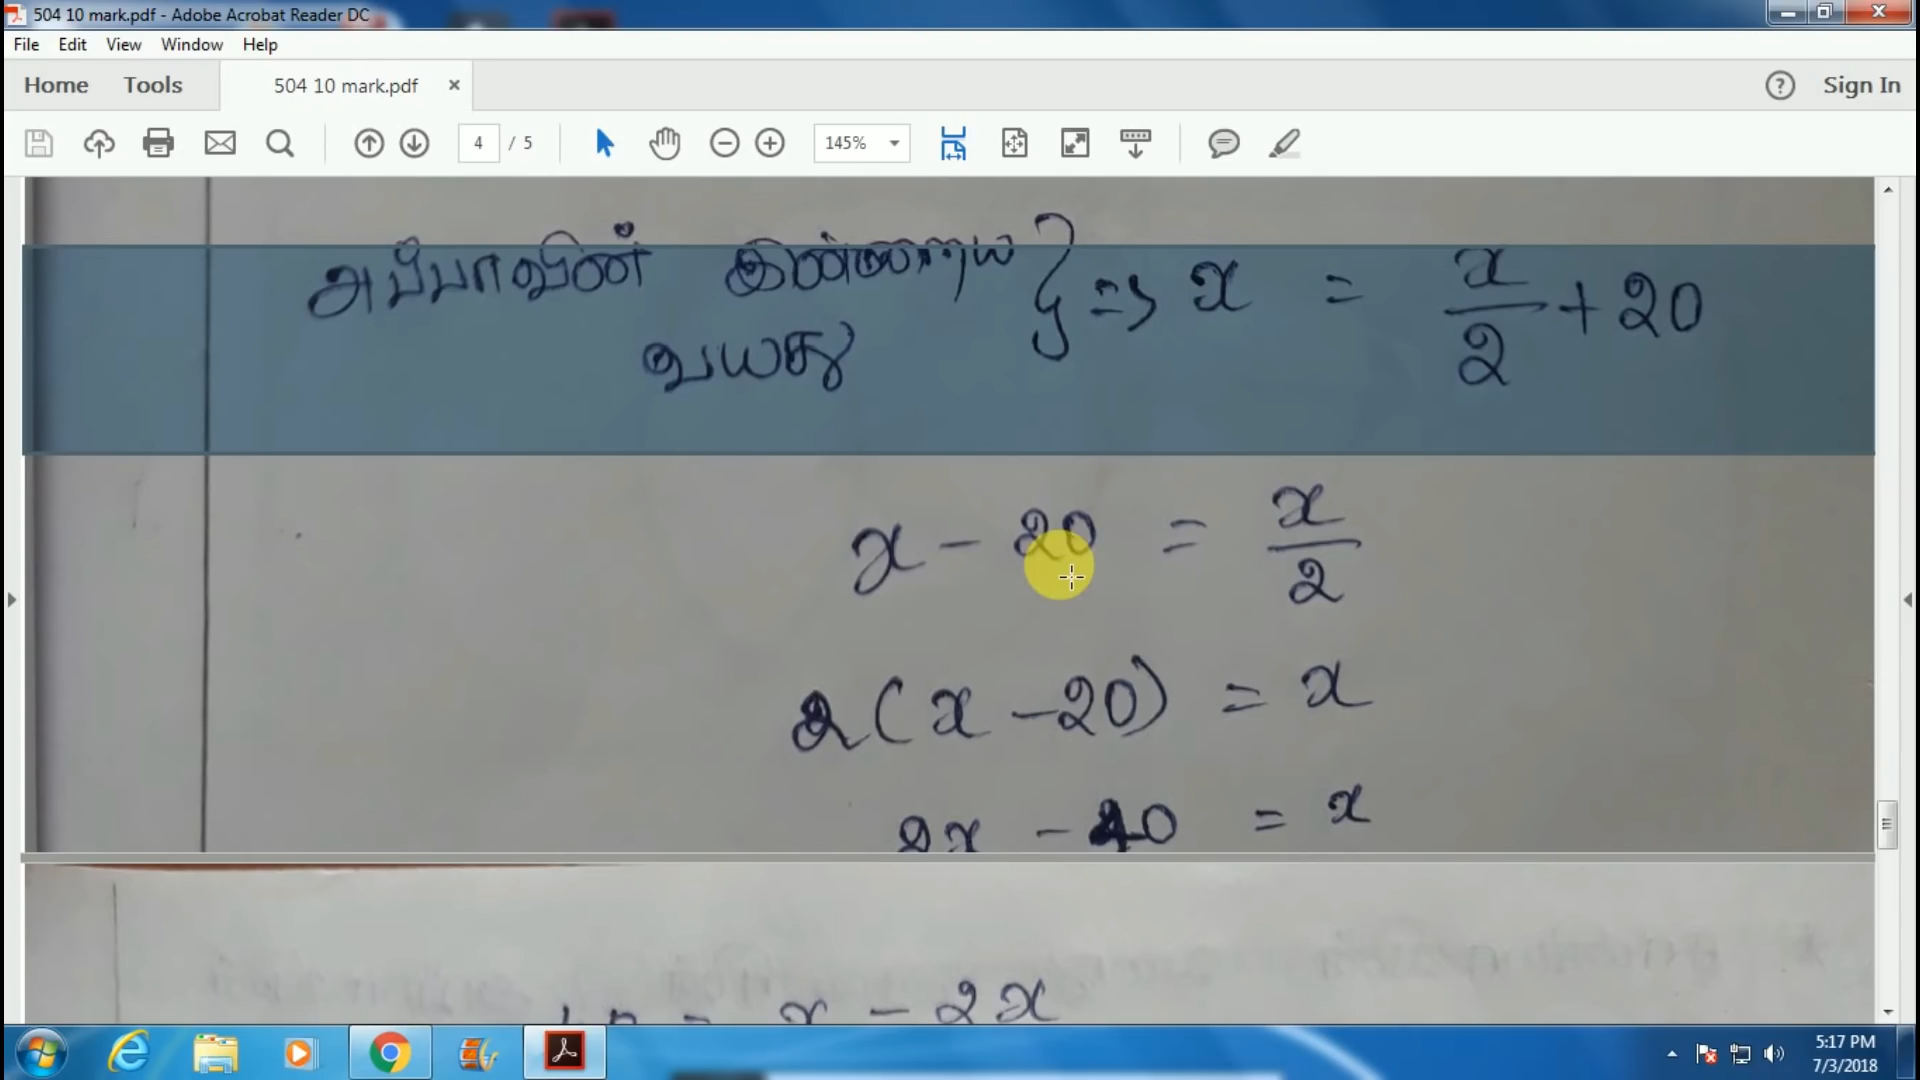 504 10 mark.pdf - Adobe Acrobat Reader DC
File Edit View Window Help
Home Tools 504 10 mark.pdf × ? Sign In
4 / 5 145%
அப்பாவின் இன்றைய } => x = x/2 + 20
வயது
x - 20 = x/2
2(x - 20) = x
2x - 40 = x
= x - 2x
5:17 PM
7/3/2018